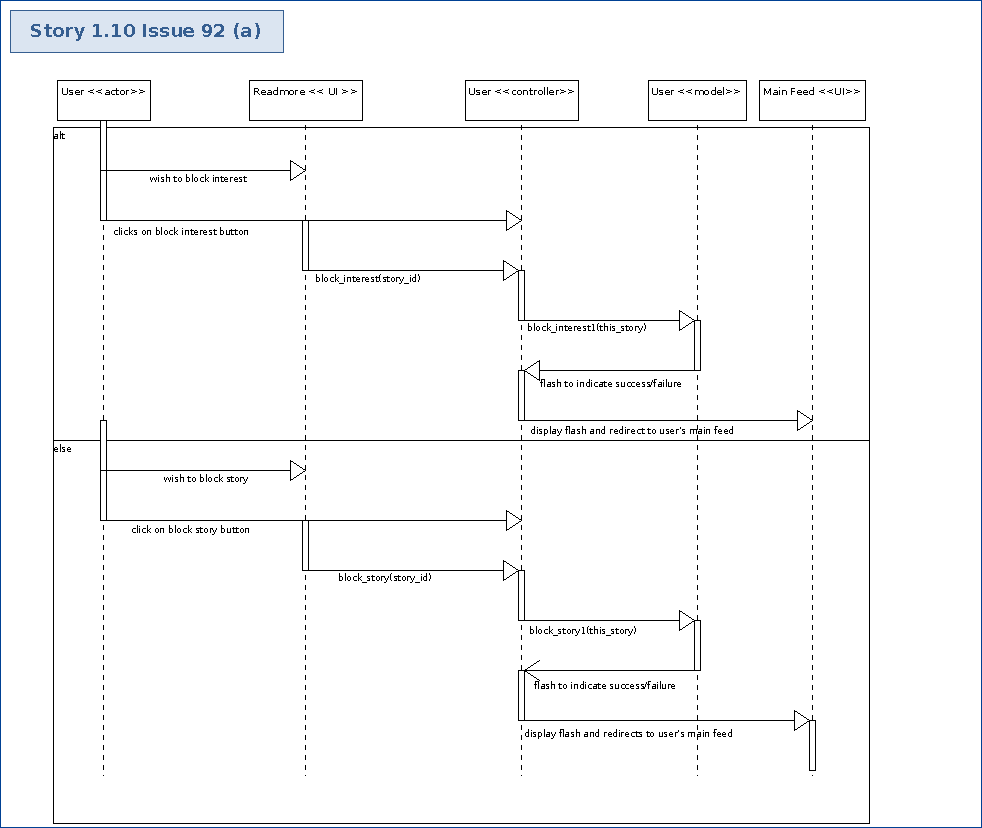 Story 1.10 Issue 92 (a)
User <<actor>>
Readmore << UI >>
User <<controller>>
User <<model>>
Main Feed <<UI>>
alt
wish to block interest
clicks on block interest button
block_interest(story_id)
block_interest1(this_story)
flash to indicate success/failure
display flash and redirect to user's main feed
else
wish to block story
click on block story button
block_story(story_id)
block_story1(this_story)
flash to indicate success/failure
display flash and redirects to user's main feed